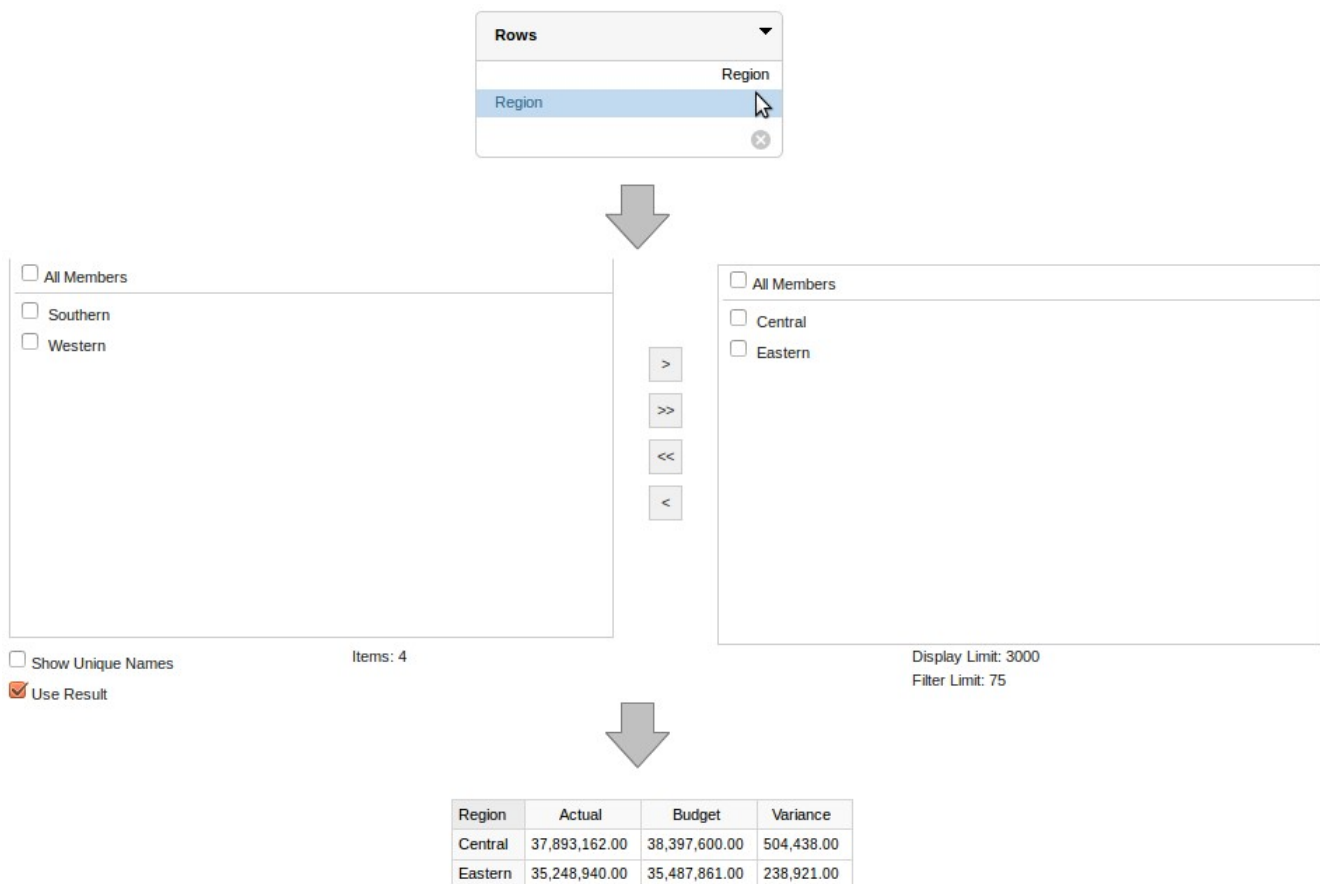 Rows
Region
Region
All Members
Southern
Western
>
>>
<<
<
All Members
Central
Eastern
Show Unique Names
Items: 4
Display Limit: 3000
Use Result
Filter Limit: 75
Region Actual Budget Variance
Central 37,893,162.00 38,397,600.00 504,438.00
Eastern 35,248,940.00 35,487,861.00 238,921.00